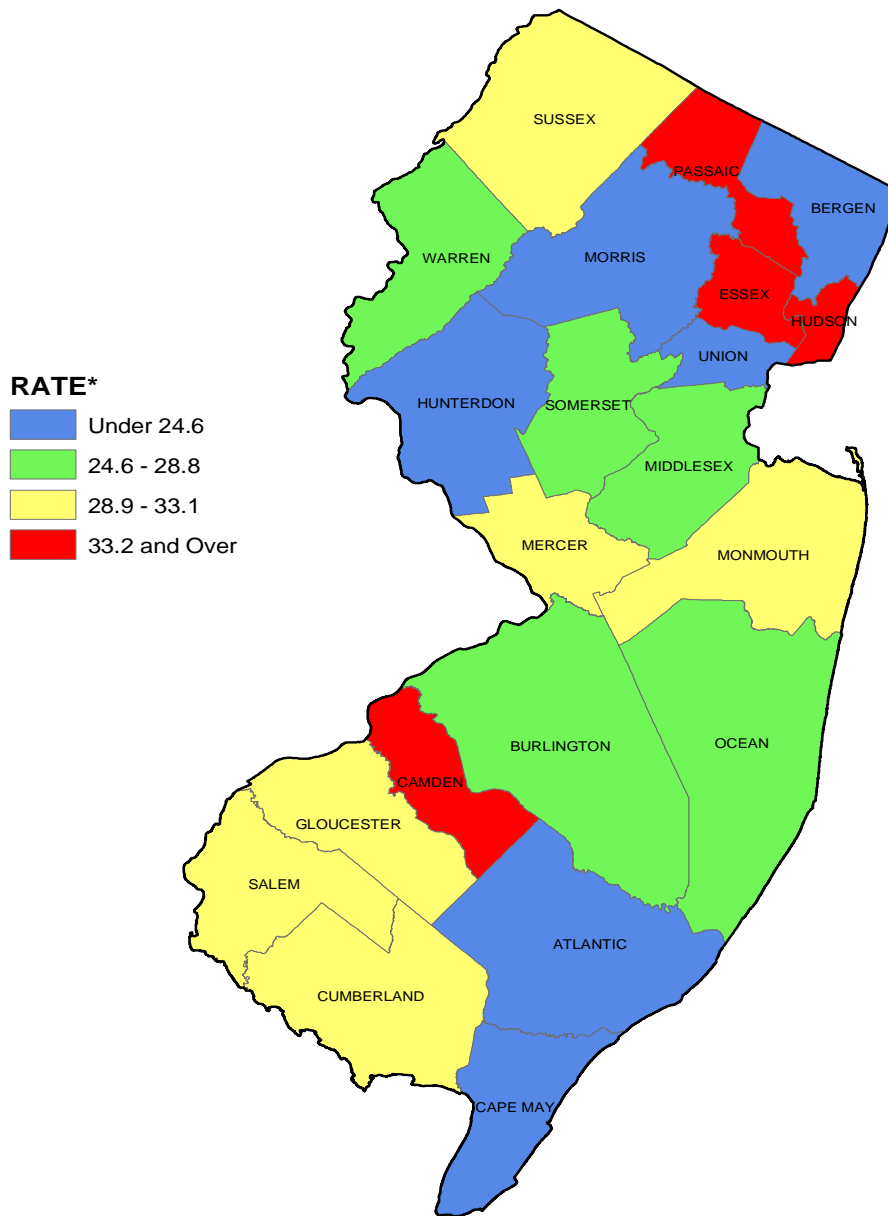 SUSSEX
PASSAIC
BERGEN
WARREN
MORRIS
ESSEX
HUDSON
UNION
RATE*
Under 24.6
24.6 - 28.8
28.9 - 33.1
33.2 and Over
HUNTERDON
SOMERSET
MIDDLESEX
MERCER
MONMOUTH
OCEAN
BURLINGTON
CAMDEN
GLOUCESTER
SALEM
ATLANTIC
CUMBERLAND
CAPE MAY